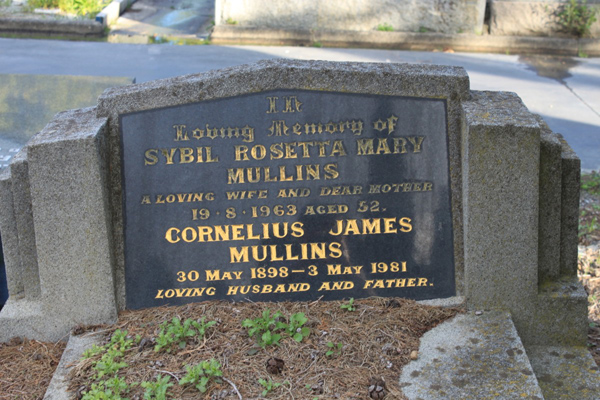 In
Loving Memory of
SYBIL ROSETTA MARY
MULLINS
A LOVING WIFE AND DEAR MOTHER
19-8-1963 AGED 52.
CORNELIUS JAMES
MULLINS
30 MAY 1898-3 MAY 1981
LOVING HUSBAND AND FATHER.